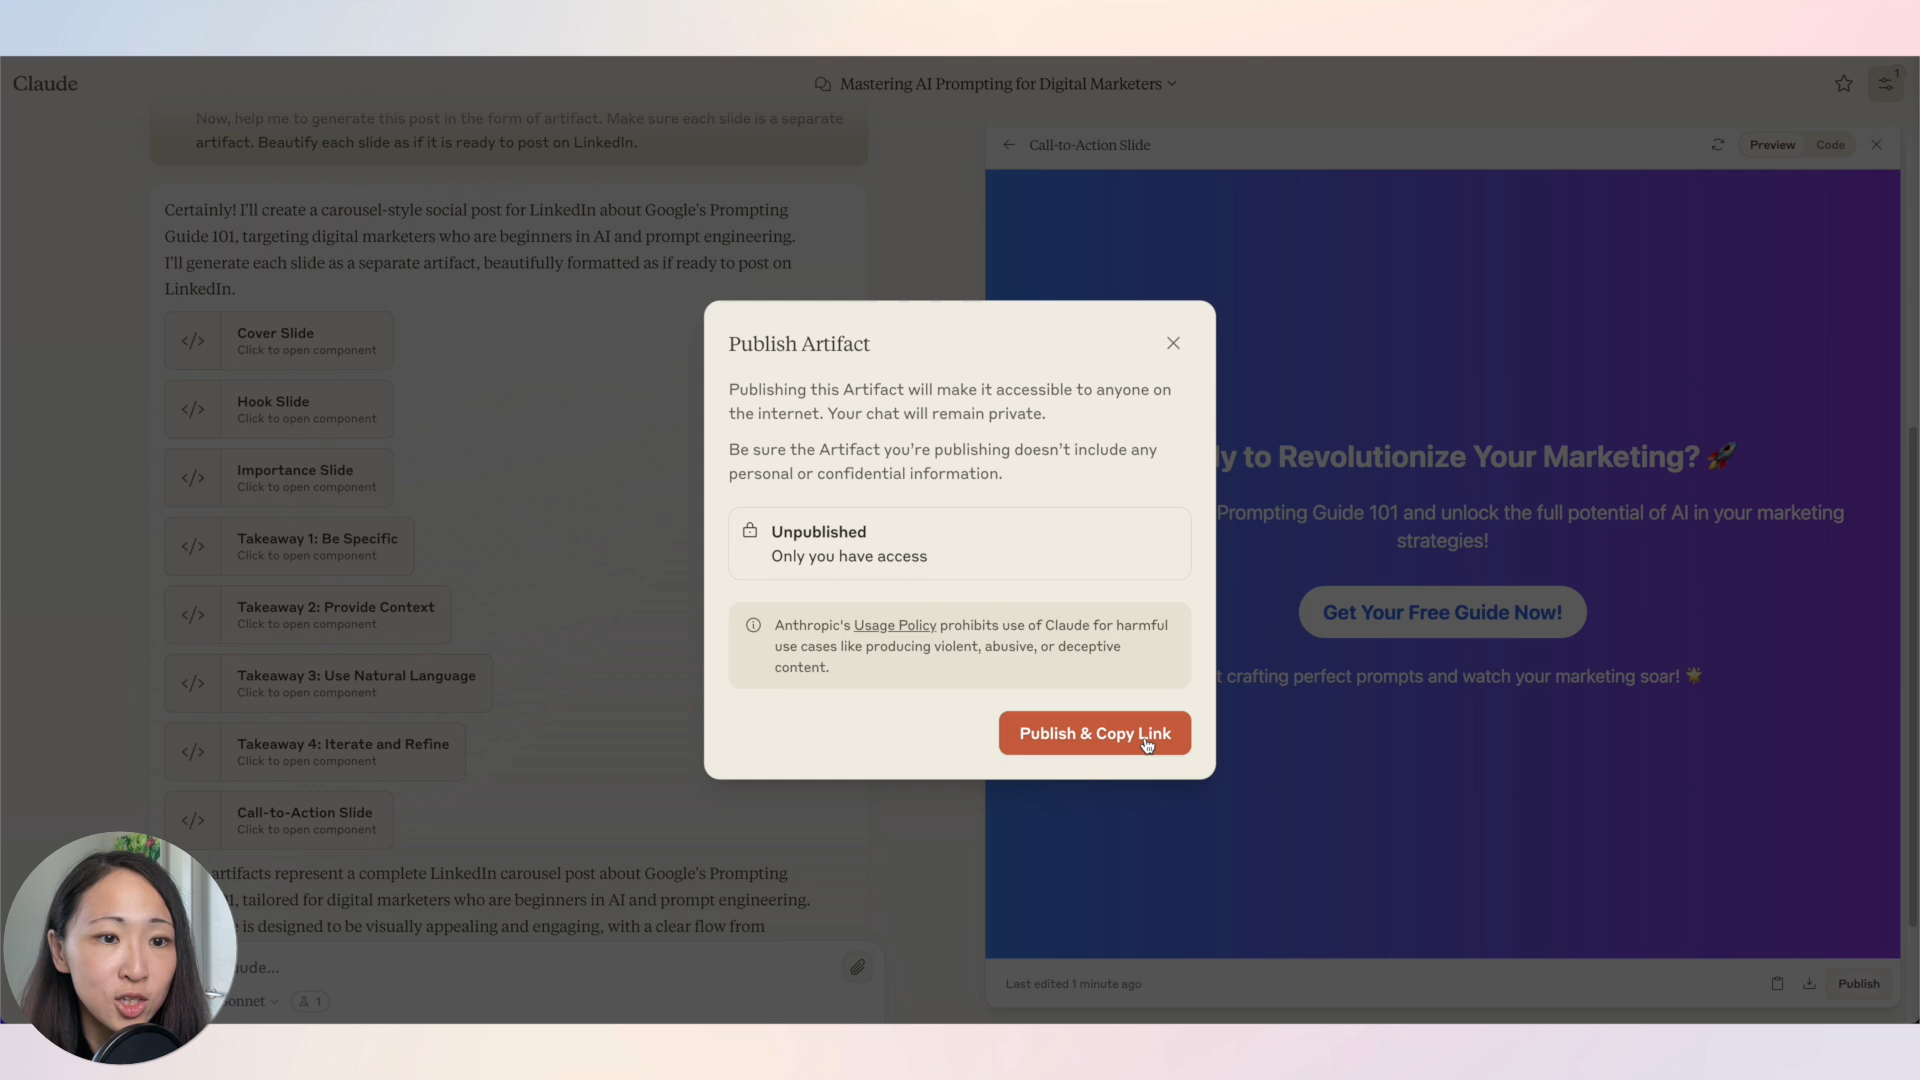 Claude
Mastering AI Prompting for Digital Marketers
1
Now, help me to generate this post in the form of artifact. Make sure each slide is a separate
artifact. Beautify each slide as if it is ready to post on LinkedIn.
Certainly! I'll create a carousel-style social post for LinkedIn about Google's Prompting
Guide 101, targeting digital marketers who are beginners in AI and prompt engineering.
I'll generate each slide as a separate artifact, beautifully formatted as if ready to post on
LinkedIn.
Cover Slide
Click to open component
Hook Slide
Click to open component
Importance Slide
Click to open component
Takeaway 1: Be Specific
Click to open component
Takeaway 2: Provide Context
Click to open component
Takeaway 3: Use Natural Language
Click to open component
Takeaway 4: Iterate and Refine
Click to open component
Call-to-Action Slide
Click to open component
artifacts represent a complete LinkedIn carousel post about Google's Prompting
1, tailored for digital marketers who are beginners in AI and prompt engineering.
is designed to be visually appealing and engaging, with a clear flow from
ude...
onnet
1
Publish Artifact
Publishing this Artifact will make it accessible to anyone on
the internet. Your chat will remain private.
Be sure the Artifact you're publishing doesn't include any
personal or confidential information.
Unpublished
Only you have access
Anthropic's Usage Policy prohibits use of Claude for harmful
use cases like producing violent, abusive, or deceptive
content.
Publish & Copy Link
Call-to-Action Slide
Preview
Code
y to Revolutionize Your Marketing? 🚀
Prompting Guide 101 and unlock the full potential of AI in your marketing
strategies!
Get Your Free Guide Now!
t crafting perfect prompts and watch your marketing soar! 🌟
Last edited 1 minute ago
Publish